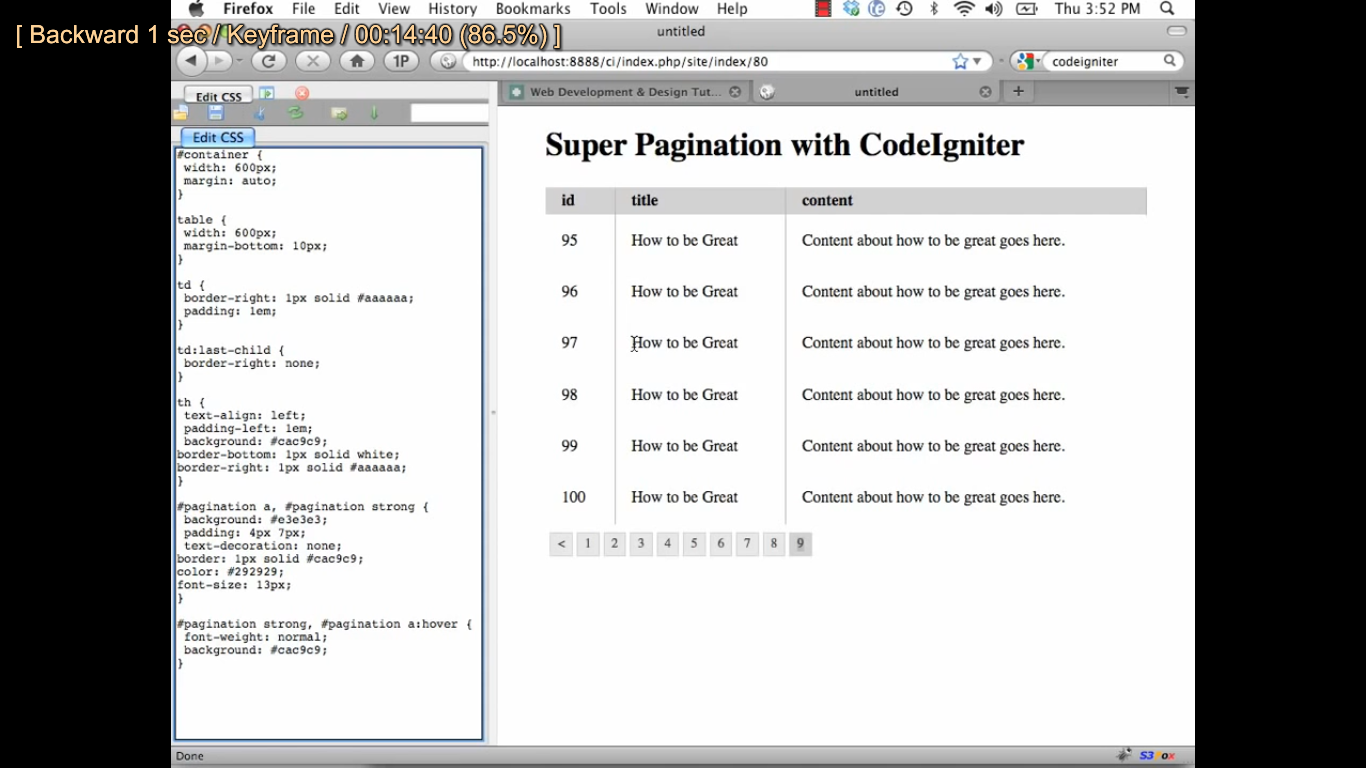 Firefox File Edit View History Bookmarks Tools Window Help Thu 3:52 PM
[ Backward 1 sec / Keyframe / 00:14:40 (86.5%) ]
untitled
1P http://localhost:8888/ci/index.php/site/index/80 codeigniter
Edit CSS
Web Development & Design Tut... untitled
Edit CSS
#container {
width: 600px;
margin: auto;
}
table {
width: 600px;
margin-bottom: 10px;
}
td {
border-right: 1px solid #aaaaaa;
padding: 1em;
}
td:last-child {
border-right: none;
}
th {
text-align: left;
padding-left: 1em;
background: #cac9c9;
border-bottom: 1px solid white;
border-right: 1px solid #aaaaaa;
}
#pagination a, #pagination strong {
background: #e3e3e3;
padding: 4px 7px;
text-decoration: none;
border: 1px solid #cac9c9;
color: #292929;
font-size: 13px;
}
#pagination strong, #pagination a:hover {
font-weight: normal;
background: #cac9c9;
}
Super Pagination with CodeIgniter
id title content
95 How to be Great Content about how to be great goes here.
96 How to be Great Content about how to be great goes here.
97 How to be Great Content about how to be great goes here.
98 How to be Great Content about how to be great goes here.
99 How to be Great Content about how to be great goes here.
100 How to be Great Content about how to be great goes here.
< 1 2 3 4 5 6 7 8 9
Done S3Fox